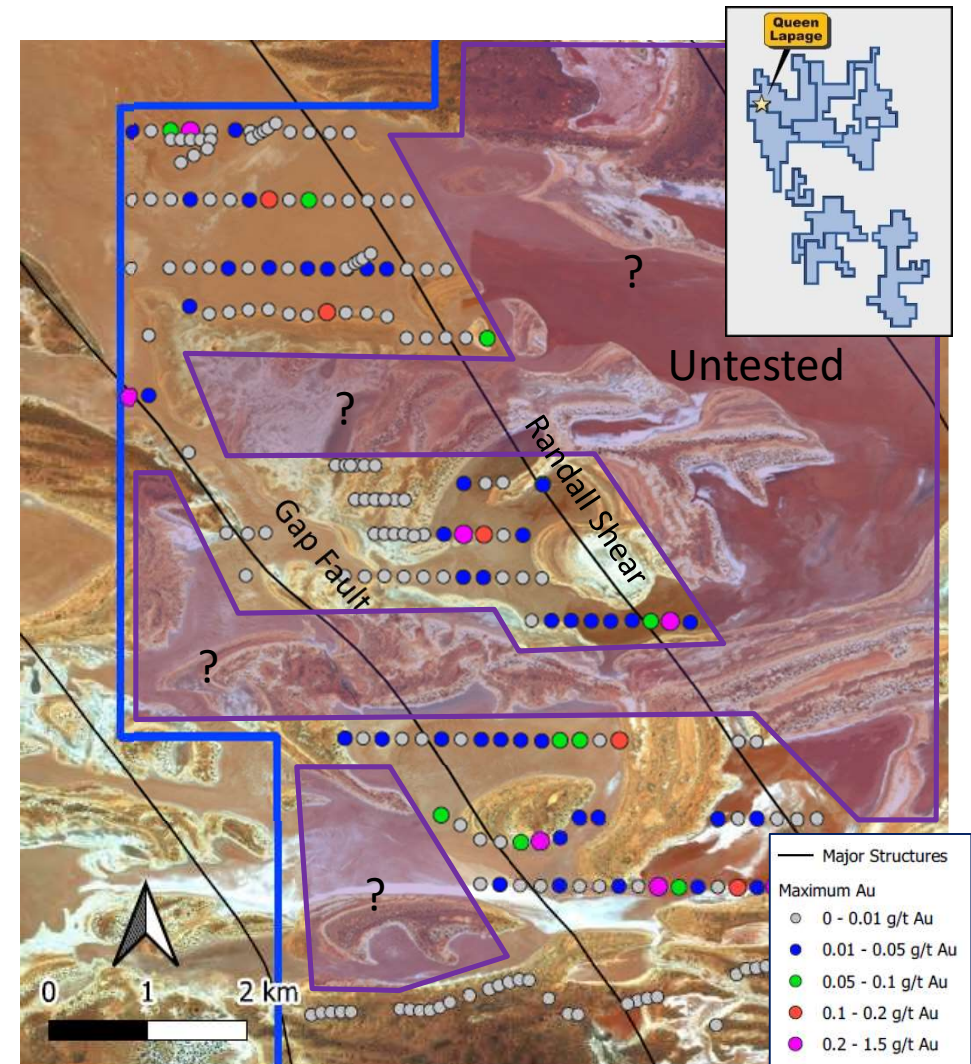 Queen
Lapage
?
Untested
?
Randall Shear
Gap Fault
?
?
0 1 2 km
Major Structures
Maximum Au
0 - 0.01 g/t Au
0.01 - 0.05 g/t Au
0.05 - 0.1 g/t Au
0.1 - 0.2 g/t Au
0.2 - 1.5 g/t Au